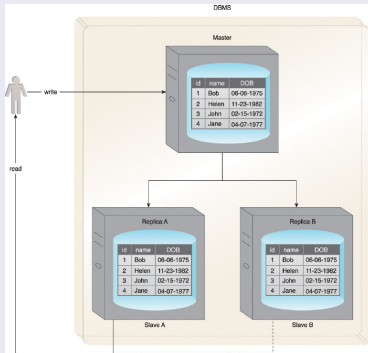 DBMS
Master
id name DOB
1 Bob 06-06-1975
2 Helen 11-23-1982
3 John 02-15-1972
4 Jane 04-07-1977
write
read
Replica A
id name DOB
1 Bob 06-06-1975
2 Helen 11-23-1982
3 John 02-15-1972
4 Jane 04-07-1977
Slave A
Replica B
id name DOB
1 Bob 06-06-1975
2 Helen 11-23-1982
3 John 02-15-1972
4 Jane 04-07-1977
Slave B